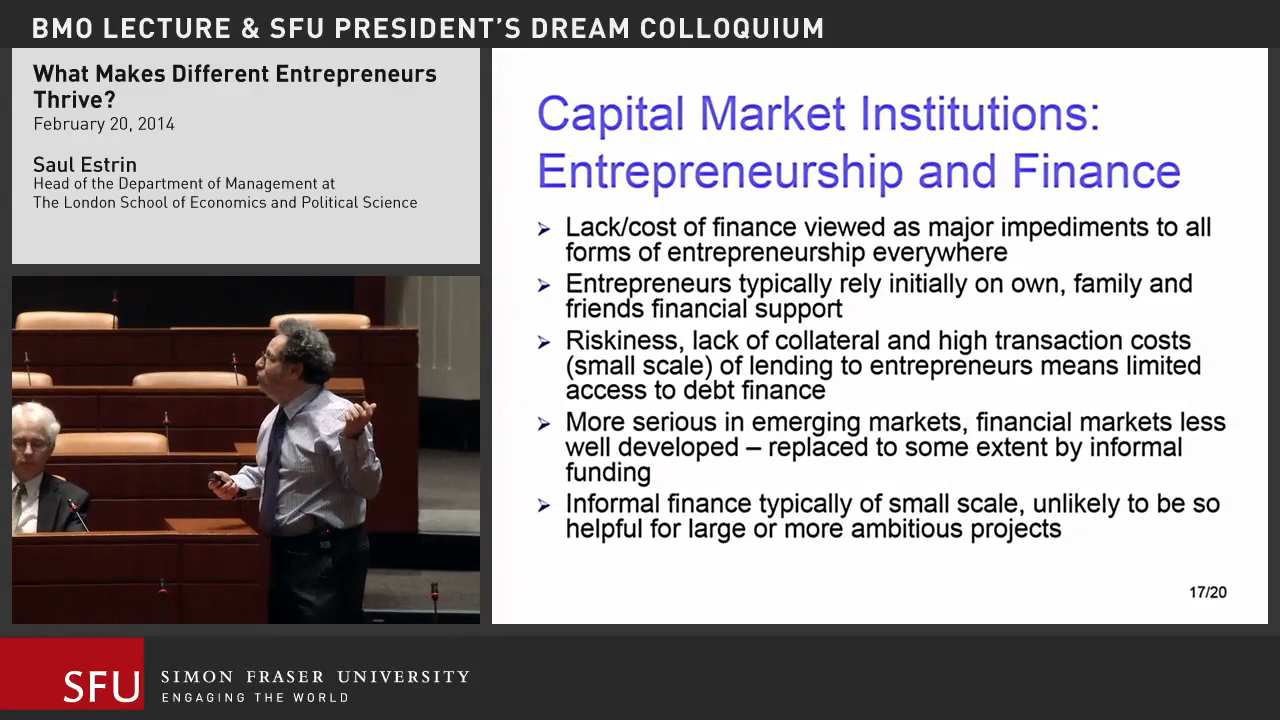 BMO LECTURE & SFU PRESIDENT'S DREAM COLLOQUIUM
What Makes Different Entrepreneurs
Thrive?
February 20, 2014
Saul Estrin
Head of the Department of Management at
The London School of Economics and Political Science
Capital Market Institutions:
Entrepreneurship and Finance
Lack/cost of finance viewed as major impediments to all
forms of entrepreneurship everywhere
Entrepreneurs typically rely initially on own, family and
friends financial support
Riskiness, lack of collateral and high transaction costs
(small scale) of lending to entrepreneurs means limited
access to debt finance
More serious in emerging markets, financial markets less
well developed – replaced to some extent by informal
funding
Informal finance typically of small scale, unlikely to be so
helpful for large or more ambitious projects
17/20
SFU
SIMON FRASER UNIVERSITY
ENGAGING THE WORLD